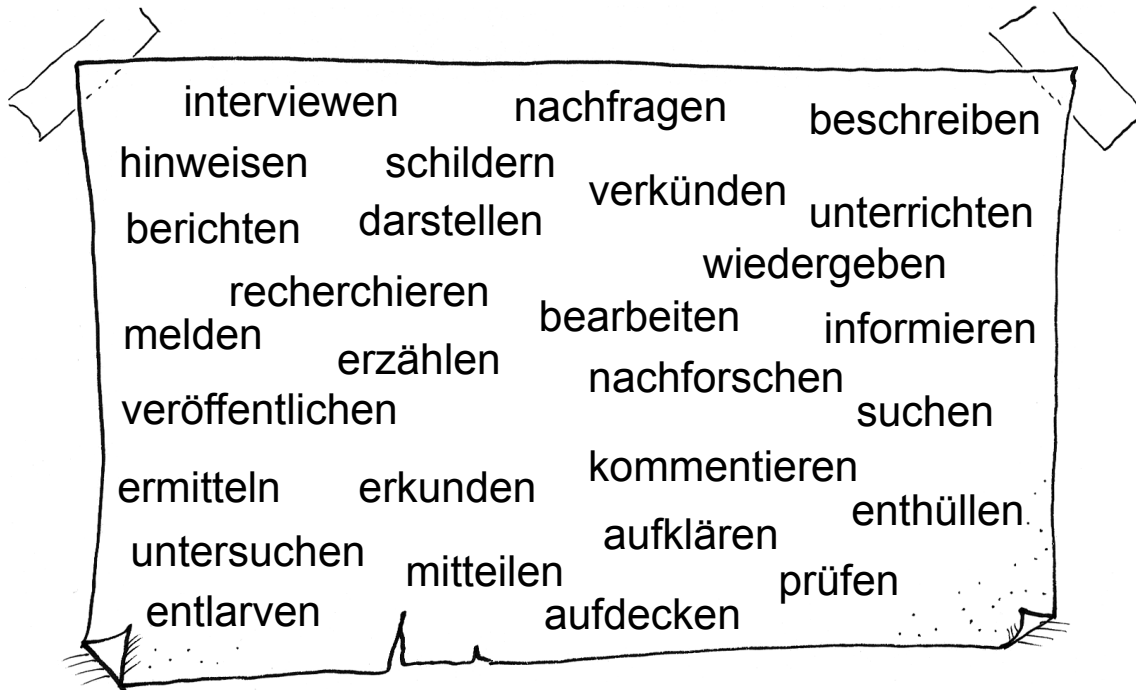 interviewen nachfragen beschreiben
hinweisen schildern verkünden
berichten darstellen unterrichten
wiedergeben
recherchieren bearbeiten informieren
melden erzählen nachforschen
veröffentlichen suchen
kommentieren
ermitteln erkunden enthüllen
untersuchen aufklären
mitteilen prüfen
entlarven aufdecken